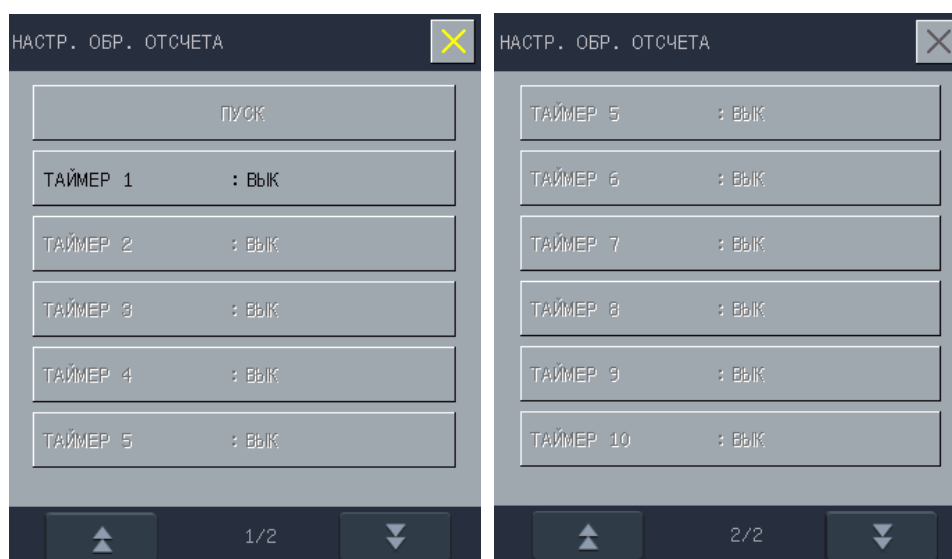 НАСТР. ОБР. ОТСЧЕТА
ПУСК
ТАЙМЕР 1 : ВЫК
ТАЙМЕР 2 : ВЫК
ТАЙМЕР 3 : ВЫК
ТАЙМЕР 4 : ВЫК
ТАЙМЕР 5 : ВЫК
1/2
НАСТР. ОБР. ОТСЧЕТА
ТАЙМЕР 5 : ВЫК
ТАЙМЕР 6 : ВЫК
ТАЙМЕР 7 : ВЫК
ТАЙМЕР 8 : ВЫК
ТАЙМЕР 9 : ВЫК
ТАЙМЕР 10 : ВЫК
2/2